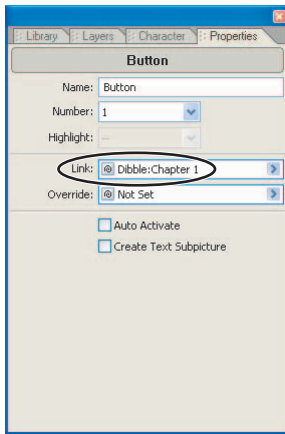 Library Layers Character Properties
Button
Name: Button
Number: 1
Highlight: --
Link: Dibble:Chapter 1
Override: Not Set
Auto Activate
Create Text Subpicture